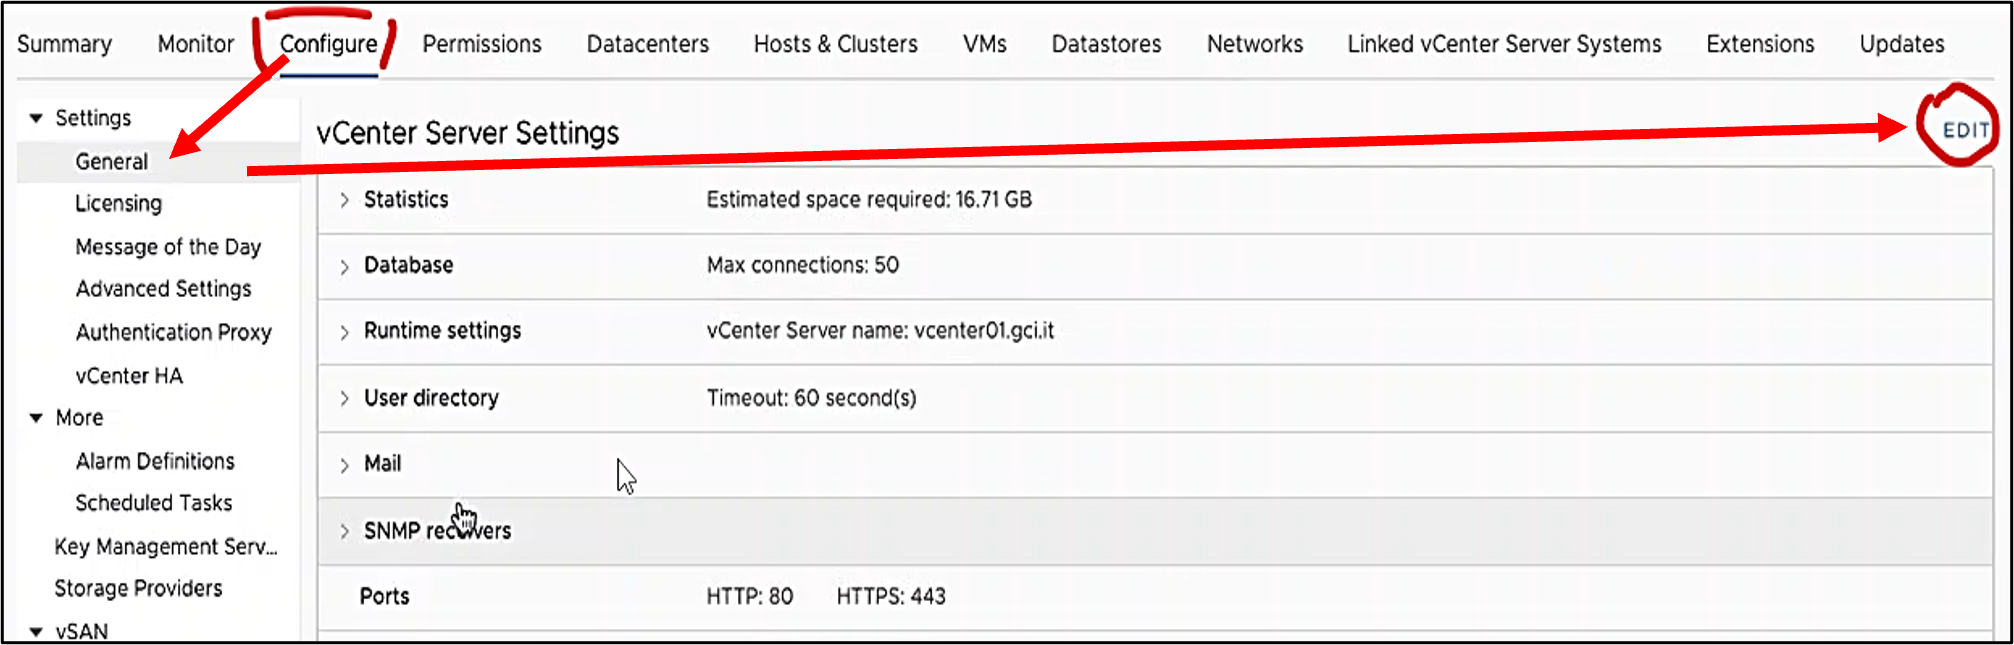 Summary Monitor Configure Permissions Datacenters Hosts & Clusters VMs Datastores Networks Linked vCenter Server Systems Extensions Updates
Settings
General
Licensing
Message of the Day
Advanced Settings
Authentication Proxy
vCenter HA
More
Alarm Definitions
Scheduled Tasks
Key Management Serv...
Storage Providers
vSAN
vCenter Server Settings
EDIT
Statistics Estimated space required: 16.71 GB
Database Max connections: 50
Runtime settings vCenter Server name: vcenter01.gci.it
User directory Timeout: 60 second(s)
Mail
SNMP receivers
Ports HTTP: 80 HTTPS: 443